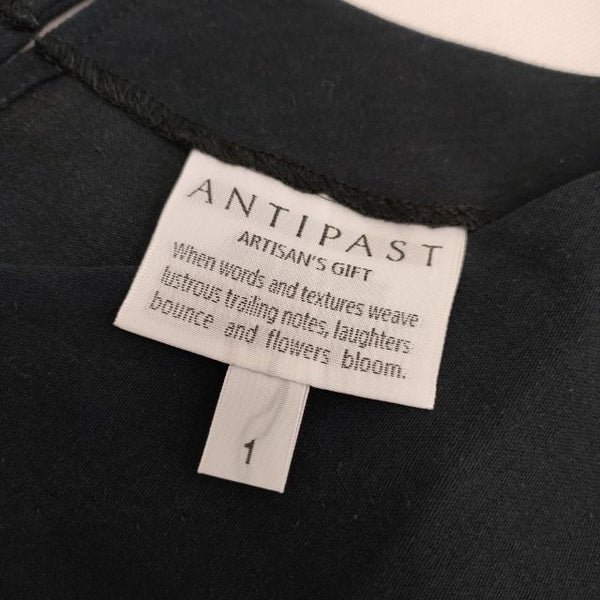 ANTIPAST
ARTISAN'S GIFT
When words and textures weave
lustrous trailing notes, laughters
bounce and flowers bloom.
1